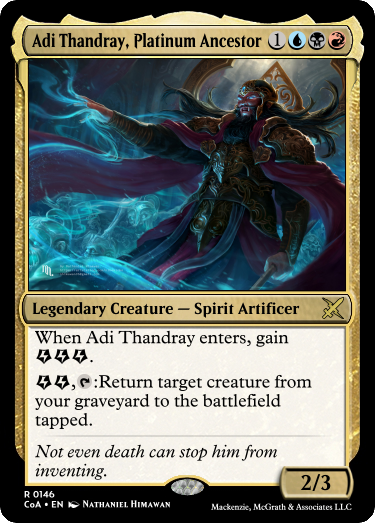 Adi Thandray, Platinum Ancestor 1
Legendary Creature — Spirit Artificer
When Adi Thandray enters, gain
.
, :Return target creature from
your graveyard to the battlefield
tapped.
Not even death can stop him from
inventing.
2/3
R 0146
CoA • EN Nathaniel Himawan
Mackenzie, McGrath & Associates LLC